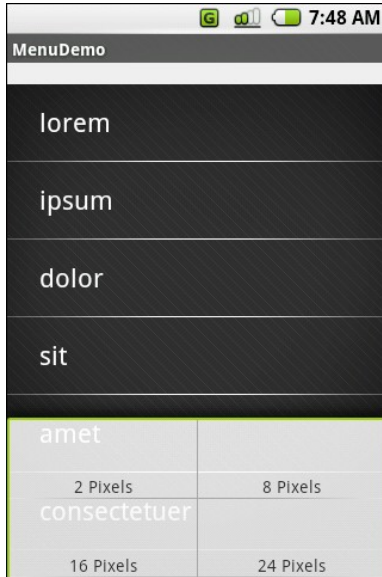 G 7:48 AM
MenuDemo
lorem
ipsum
dolor
sit
amet
2 Pixels 8 Pixels
consectetuer
16 Pixels 24 Pixels